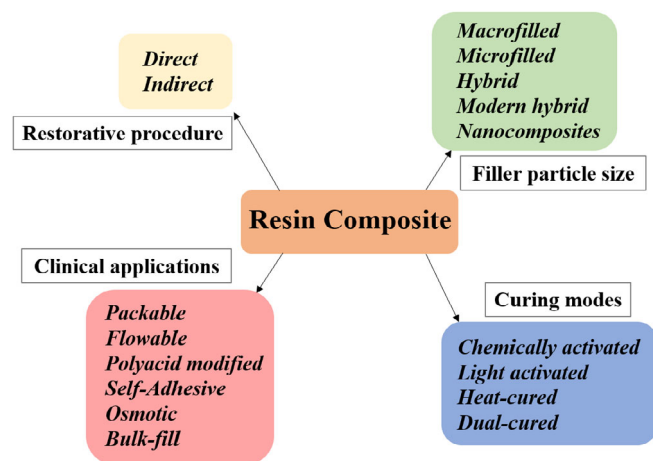 Direct
Indirect
Restorative procedure
Macrofilled
Microfilled
Hybrid
Modern hybrid
Nanocomposites
Filler particle size
Resin Composite
Clinical applications
Packable
Flowable
Polyacid modified
Self-Adhesive
Osmotic
Bulk-fill
Curing modes
Chemically activated
Light activated
Heat-cured
Dual-cured